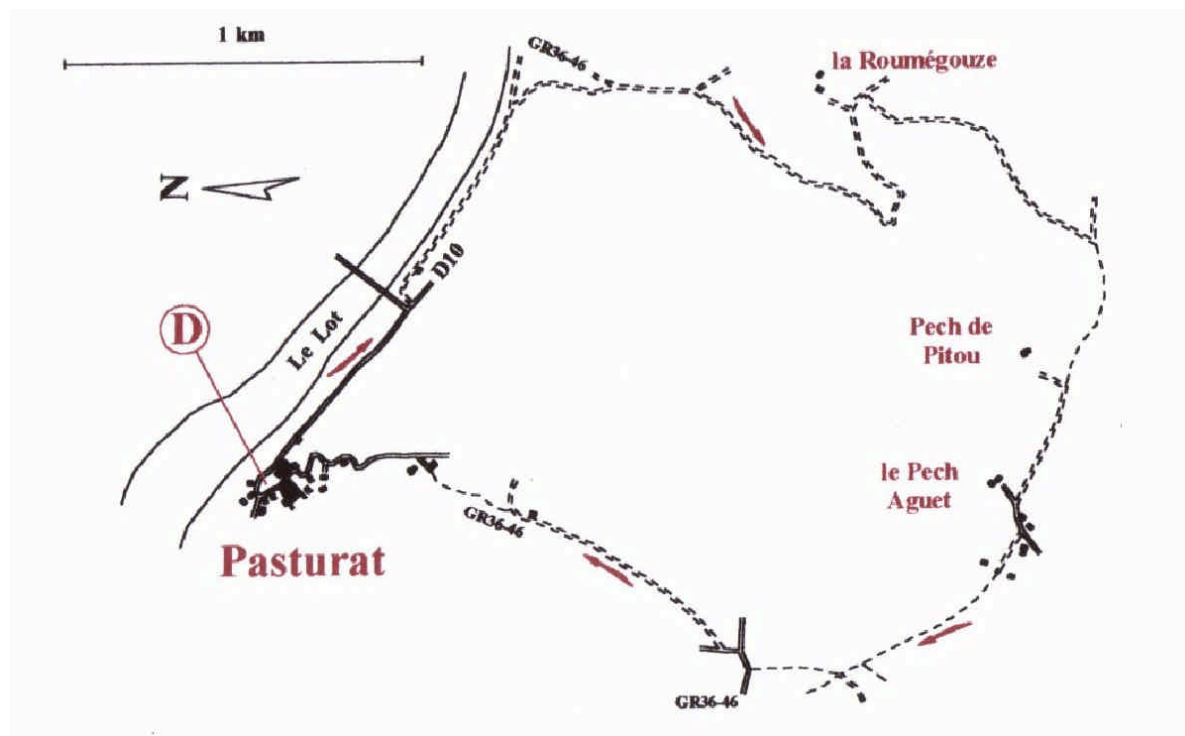 1 km
GR36-46
la Roumégouze
N
D10
Le Lot
D
Pech de
Pitou
le Pech
Aguet
GR36-46
Pasturat
GR36-46